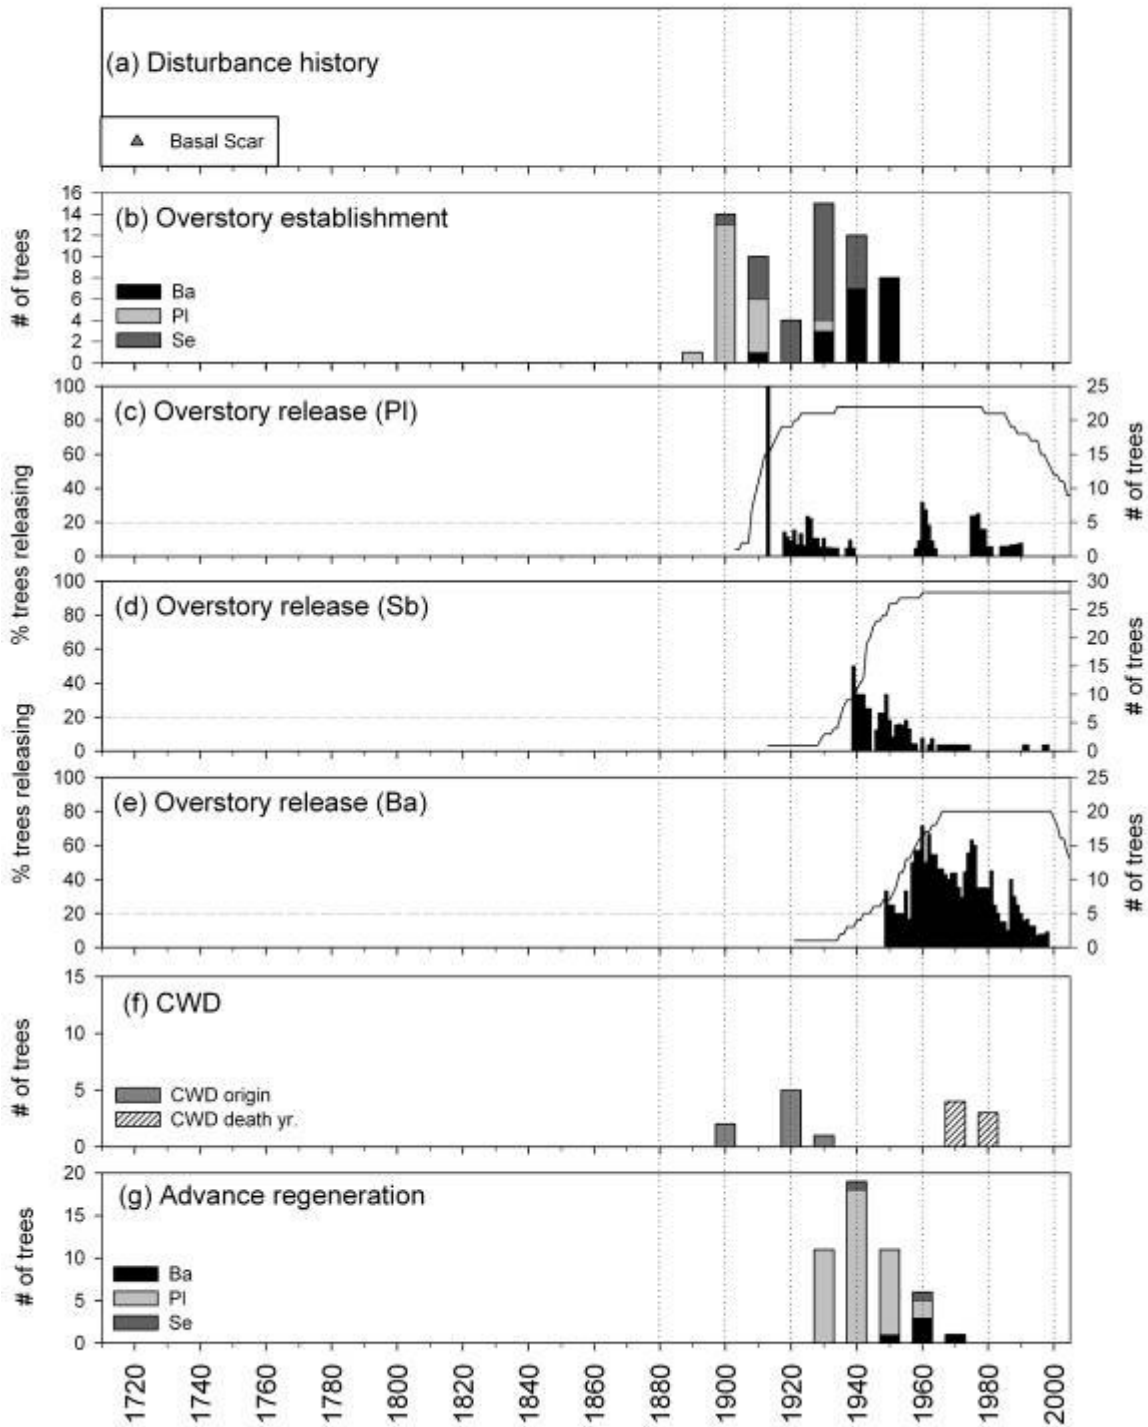 (a) Disturbance history
Basal Scar
# of trees
16
14
12
10
8
6
4
2
0
(b) Overstory establishment
Ba
Pl
Se
% trees releasing
100
80
60
40
20
0
(c) Overstory release (Pl)
25
20
15
10
5
0
# of trees
100
80
60
40
20
0
(d) Overstory release (Sb)
30
25
20
15
10
5
0
# of trees
% trees releasing
100
80
60
40
20
0
(e) Overstory release (Ba)
25
20
15
10
5
0
# of trees
# of trees
15
10
5
0
(f) CWD
CWD origin
CWD death yr.
# of trees
20
15
10
5
0
(g) Advance regeneration
Ba
Pl
Se
1720 1740 1760 1780 1800 1820 1840 1860 1880 1900 1920 1940 1960 1980 2000